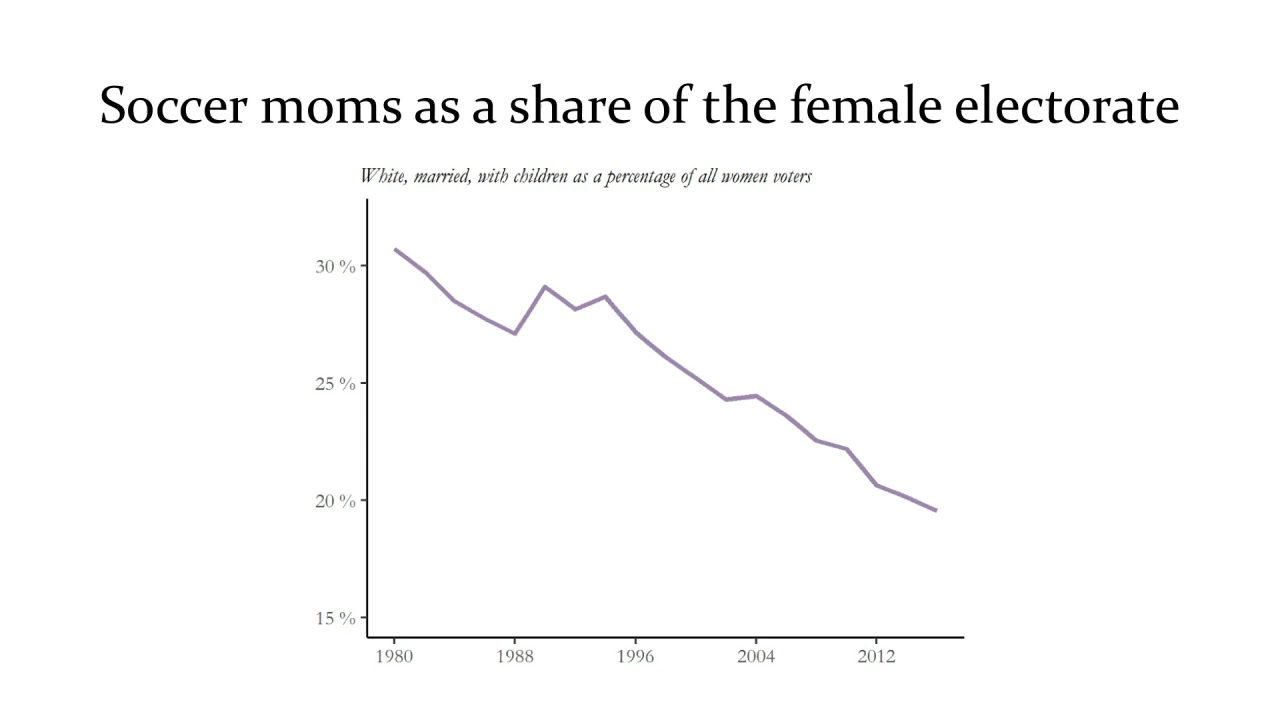 Soccer moms as a share of the female electorate
White, married, with children as a percentage of all women voters
30 %
25 %
20 %
15 %
1980 1988 1996 2004 2012